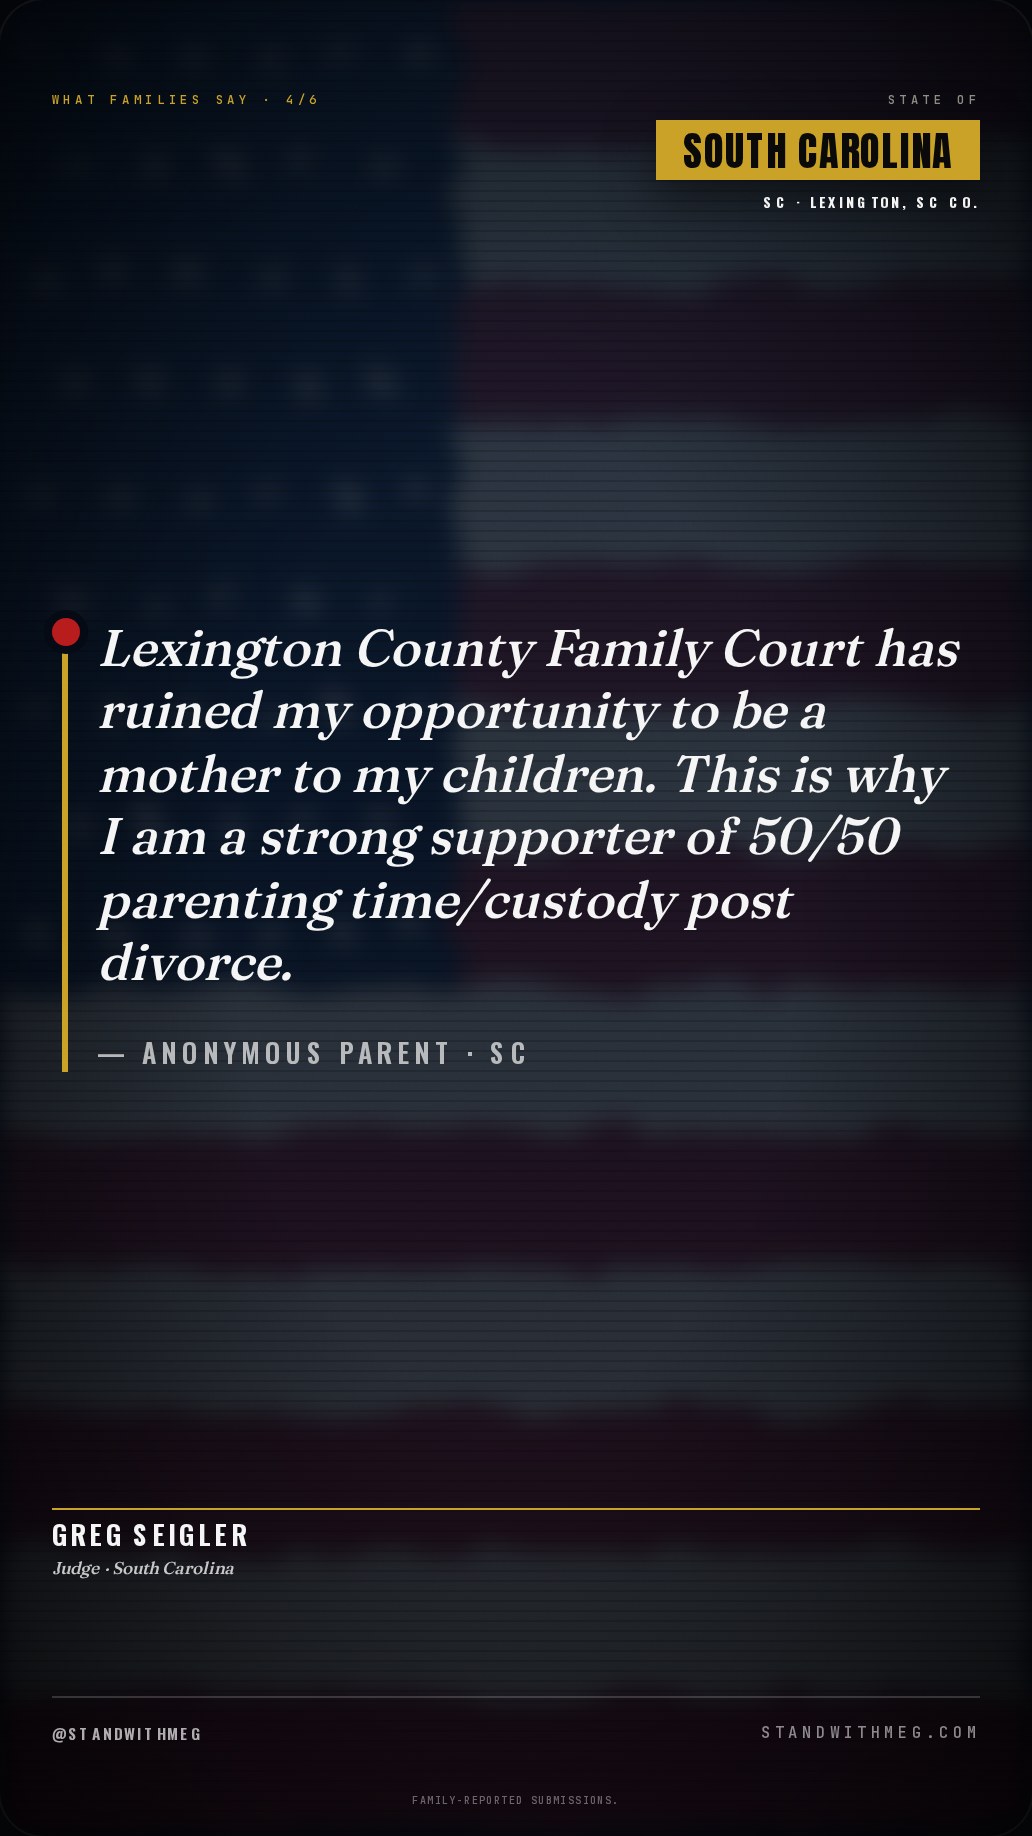 WHAT FAMILIES SAY · 4/6
STATE OF
SOUTH CAROLINA
SC · LEXINGTON, SC CO.
Lexington County Family Court has
ruined my opportunity to be a
mother to my children. This is why
I am a strong supporter of 50/50
parenting time/custody post
divorce.
— ANONYMOUS PARENT · SC
GREG SEIGLER
Judge · South Carolina
@STANDWITHMEG
STANDWITHMEG.COM
FAMILY-REPORTED SUBMISSIONS.